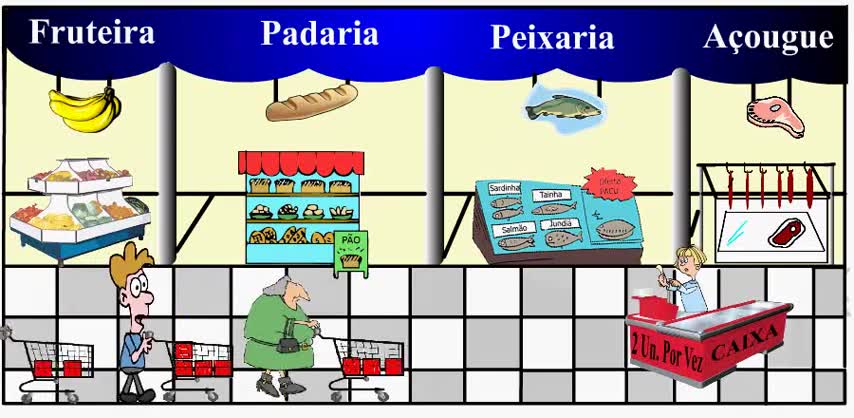 Fruteira
Padaria
Peixaria
Açougue
Sardinha
Tainha
Oferta
PACU
Salmão
Jundiá
PÃO
2 Un. Por Vez
CAIXA